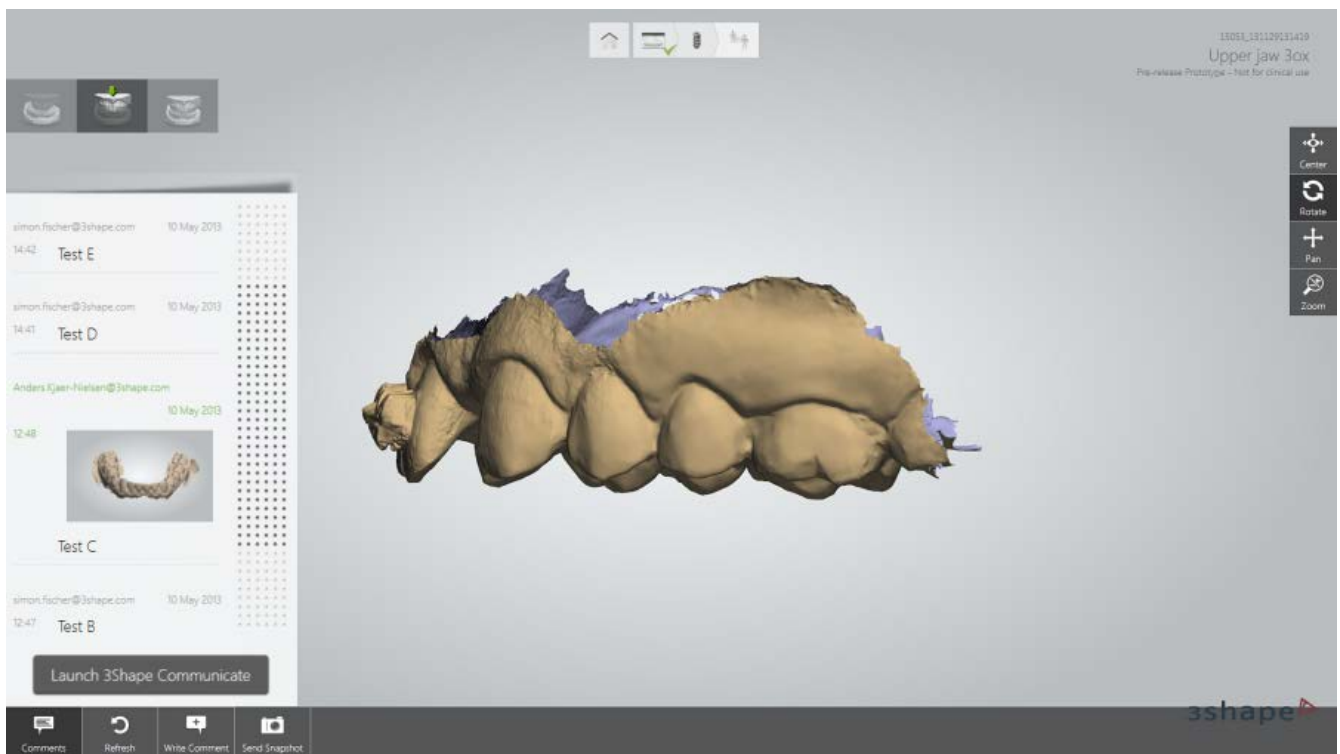 13053_131129131419
Upper jaw 3ox
Pre-release Prototype - Not for clinical use
Center
Rotate
Pan
Zoom
simon.fischer@3shape.com 10 May 2013
14:42 Test E
simon.fischer@3shape.com 10 May 2013
14:41 Test D
Anders.Kjaer-Nielsen@3shape.com
10 May 2013
12:48
Test C
simon.fischer@3shape.com 10 May 2013
12:47 Test B
Launch 3Shape Communicate
Comments
Refresh
Write Comment
Send Snapshot
3shape